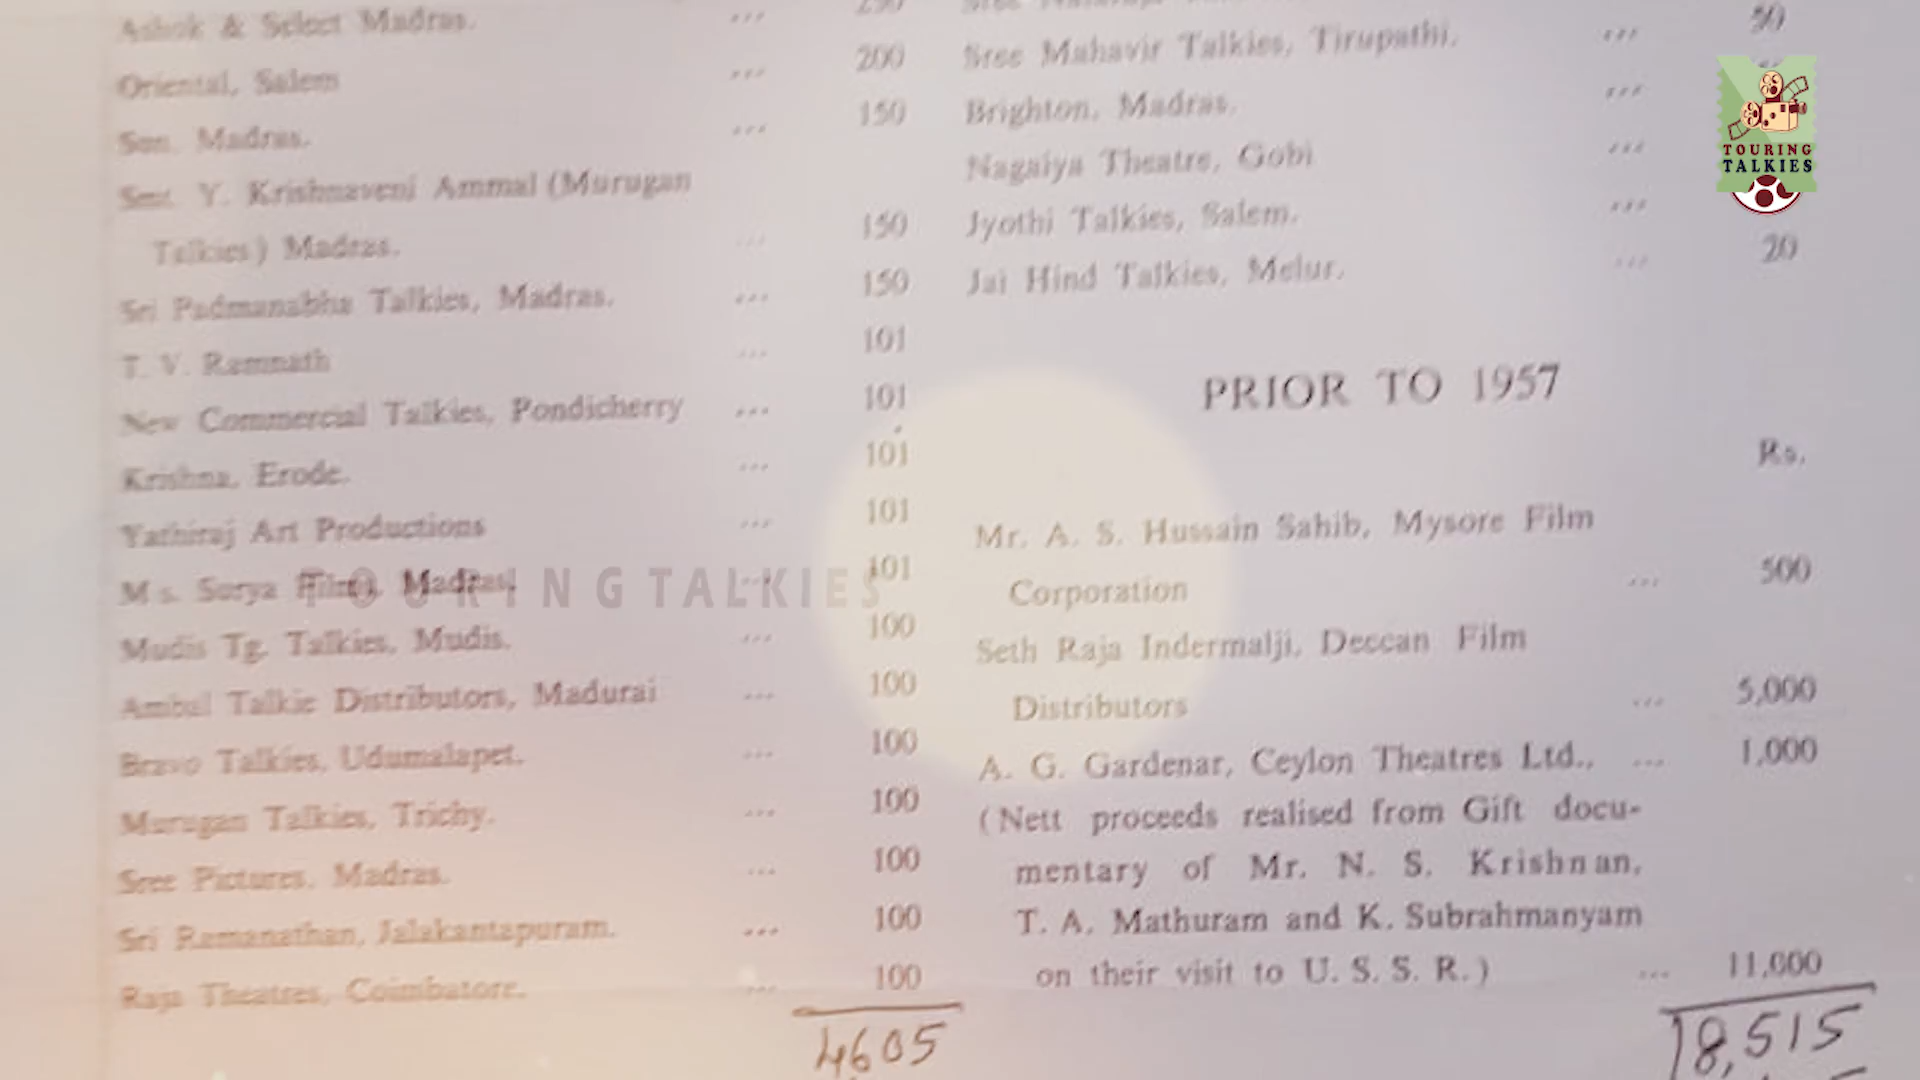 Ashok & Select Madras. ...
Oriental, Salem ... 200
Sun. Madras. ... 150
Smt. Y. Krishnaveni Ammal (Murugan
Talkies) Madras. ... 150
Sri Padmanabha Talkies, Madras. ... 150
T. V. Ramnath ... 101
New Commercial Talkies, Pondicherry ... 101
Krishna, Erode. ... 101
Yathiraj Art Productions ... 101
M/s. Surya Films, Madras. ... 101
Mudis Tg. Talkies, Mudis. ... 100
Ambal Talkie Distributors, Madurai ... 100
Bravo Talkies, Udumalapet. ... 100
Murugan Talkies, Trichy. ... 100
Sree Pictures, Madras. ... 100
Sri Ramanathan, Jalakantapuram. ... 100
Raja Theatres, Coimbatore. ... 100
4605
Sree ... 50
Sree Mahavir Talkies, Tirupathi. ...
Brighton, Madras. ...
Nagaiya Theatre, Gobi ...
Jyothi Talkies, Salem. ...
Jai Hind Talkies, Melur. ... 20
PRIOR TO 1957
Rs.
Mr. A. S. Hussain Sahib, Mysore Film
Corporation ... 500
Seth Raja Indermalji, Deccan Film
Distributors ... 5,000
A. G. Gardenar, Ceylon Theatres Ltd., ... 1,000
(Nett proceeds realised from Gift docu-
mentary of Mr. N. S. Krishnan,
T. A. Mathuram and K. Subrahmanyam
on their visit to U. S. S. R.) ... 11,000
18,515
TOURING
TALKIES
TOURING TALKIES